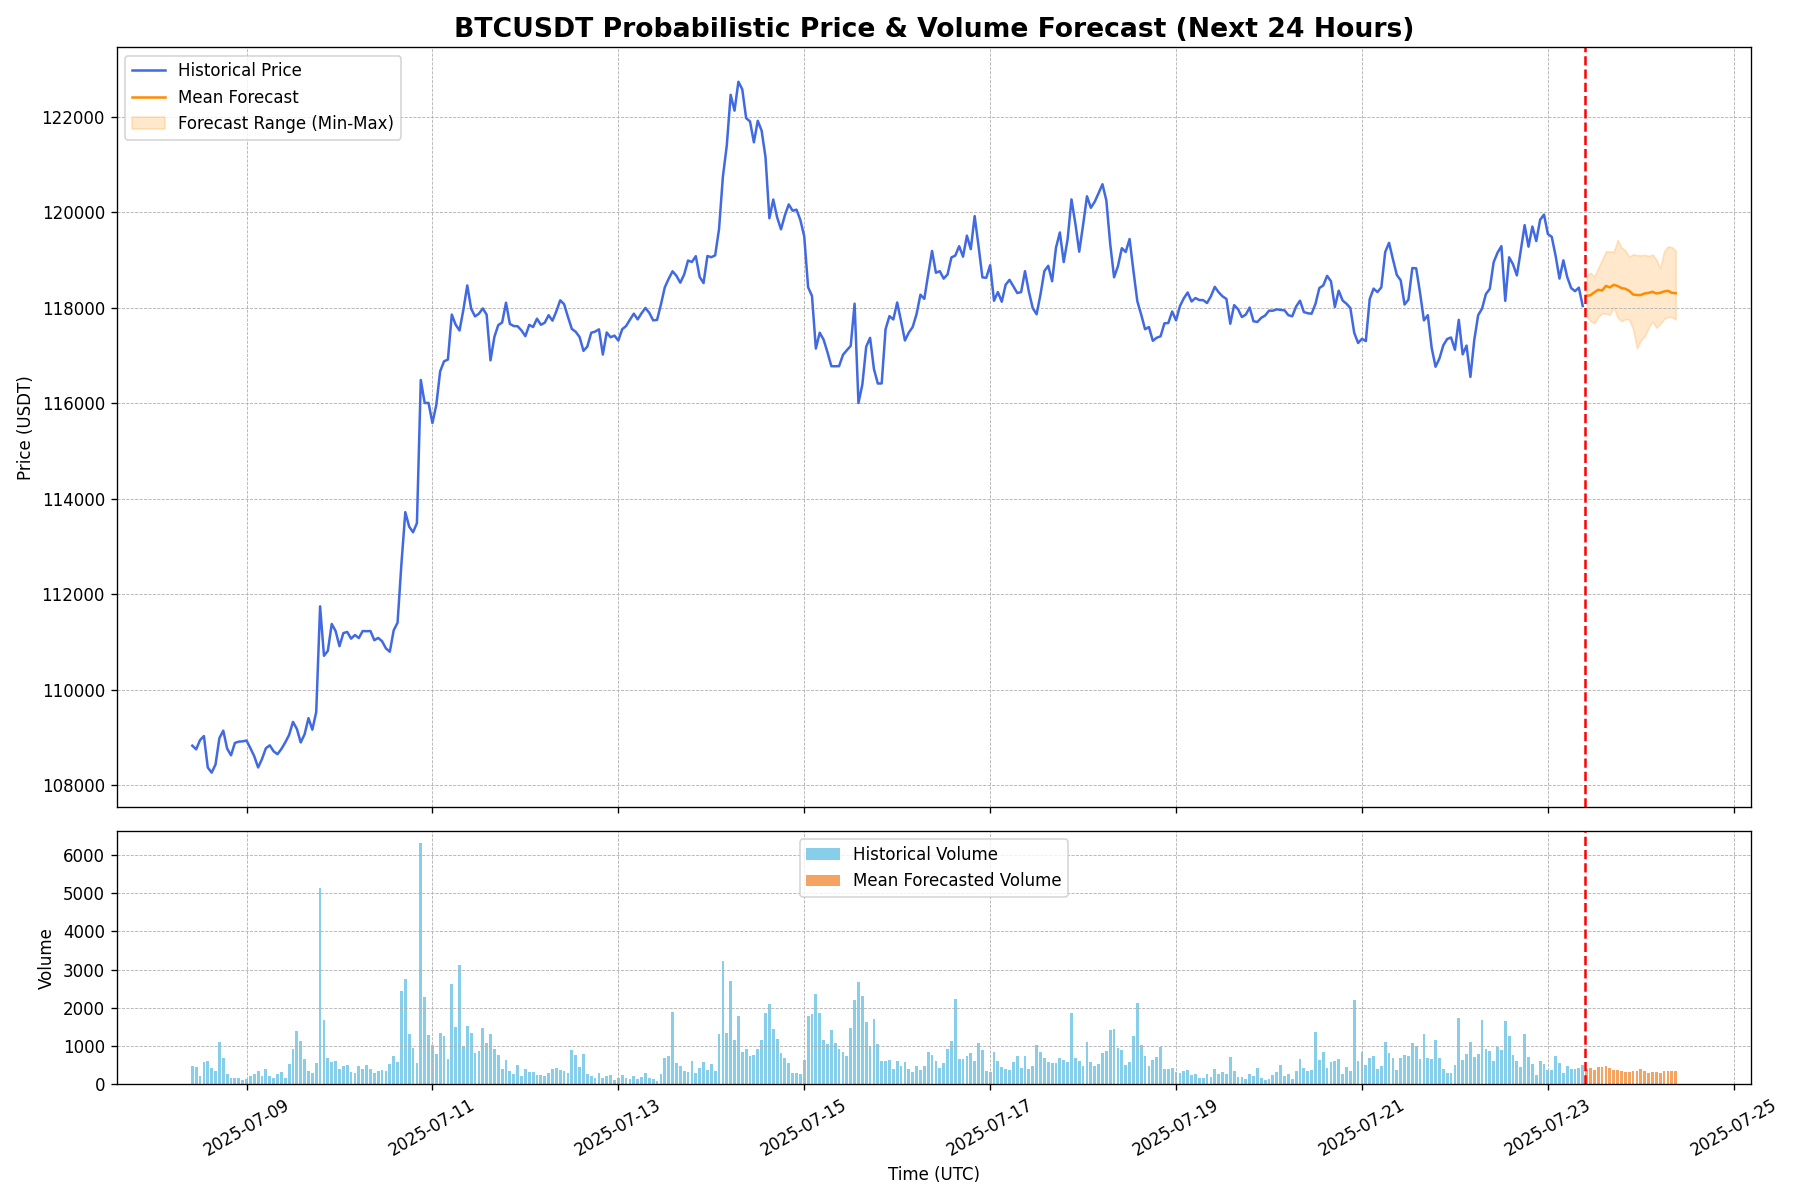 BTCUSDT Probabilistic Price & Volume Forecast (Next 24 Hours)
Historical Price
Mean Forecast
Forecast Range (Min-Max)
Price (USDT)
122000
120000
118000
116000
114000
112000
110000
108000
Historical Volume
Mean Forecasted Volume
Volume
6000
5000
4000
3000
2000
1000
0
2025-07-09
2025-07-11
2025-07-13
2025-07-15
2025-07-17
2025-07-19
2025-07-21
2025-07-23
2025-07-25
Time (UTC)